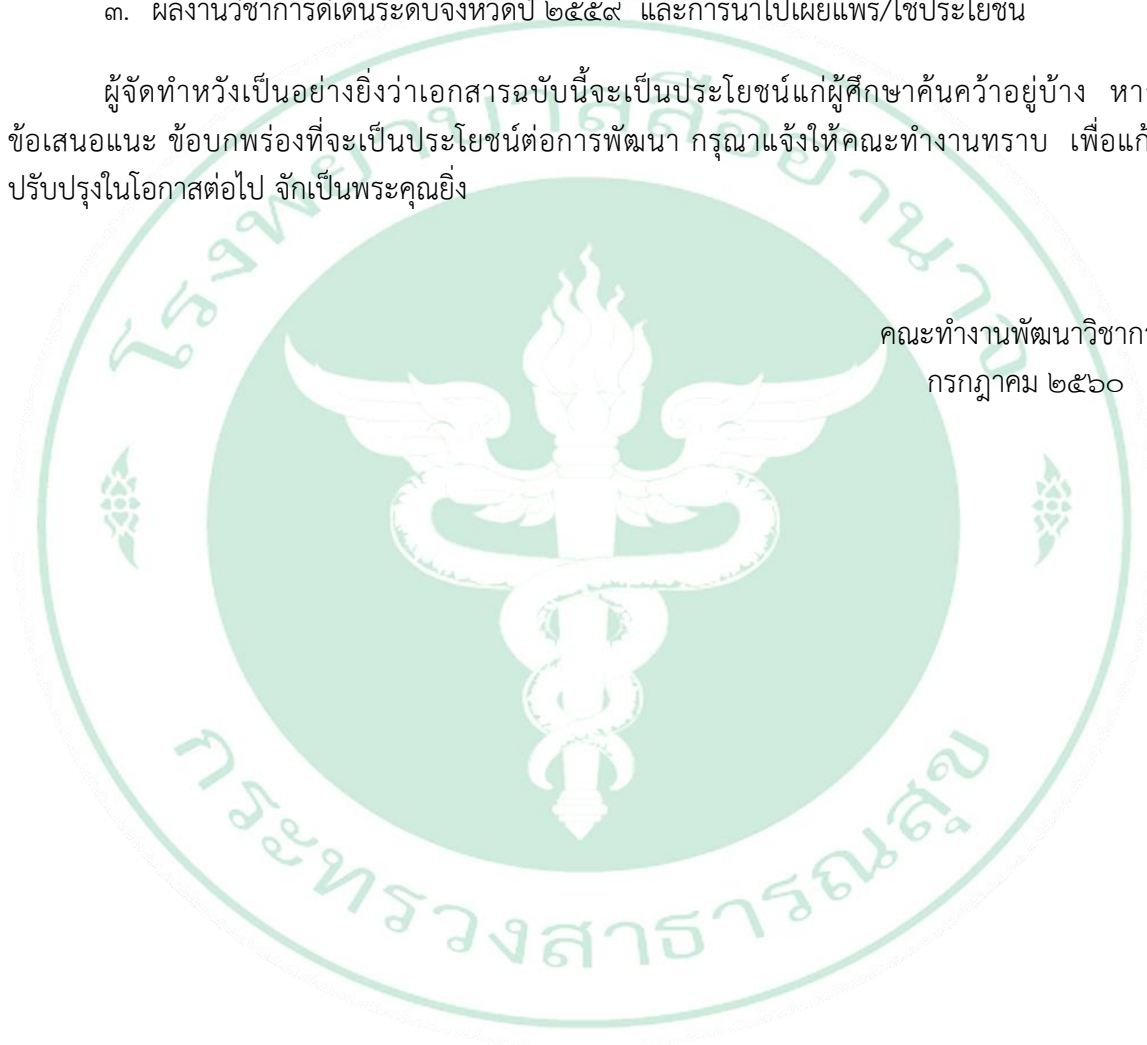 ๓. ผลงานวิชาการดีเด่นระดับจังหวัดปี ๒๕๕๙ และการนำไปเผยแพร่/ใช้ประโยชน์
ผู้จัดทำหวังเป็นอย่างยิ่งว่าเอกสารฉบับนี้จะเป็นประโยชน์แก่ผู้ศึกษาค้นคว้าอยู่บ้าง
ข้อเสนอแนะ ข้อบกพร่องที่จะเป็นประโยชน์ต่อการพัฒนา กรุณาแจ้งให้คณะทำงานทราบ เพื่อแก้
ปรับปรุงในโอกาสต่อไป จักเป็นพระคุณยิ่ง
คณะทำงานพัฒนาวิชากา
กรกฎาคม ๒๕๖๐
โรงพยาบาลลืออำนาจ
กระทรวงสาธารณสุข